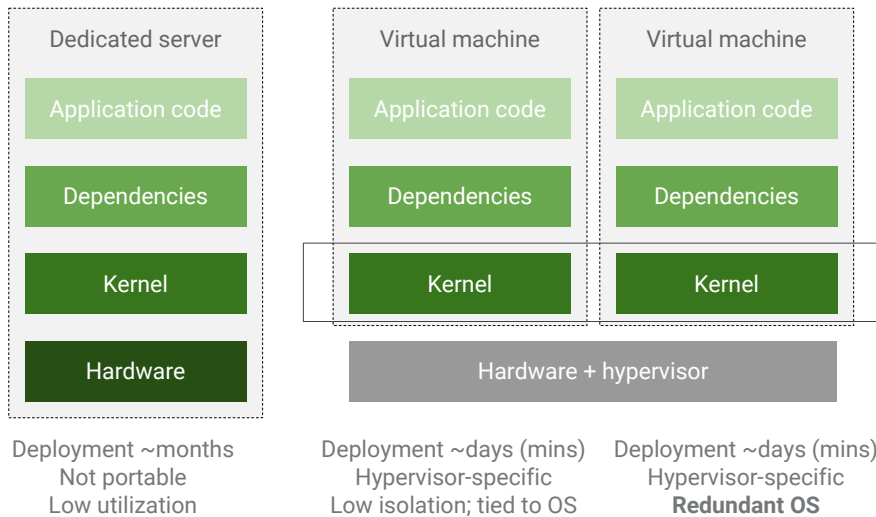 Dedicated server
Application code
Dependencies
Kernel
Hardware
Deployment ~months
Not portable
Low utilization
Virtual machine
Application code
Dependencies
Kernel
Virtual machine
Application code
Dependencies
Kernel
Hardware + hypervisor
Deployment ~days (mins)
Hypervisor-specific
Low isolation; tied to OS
Deployment ~days (mins)
Hypervisor-specific
Redundant OS